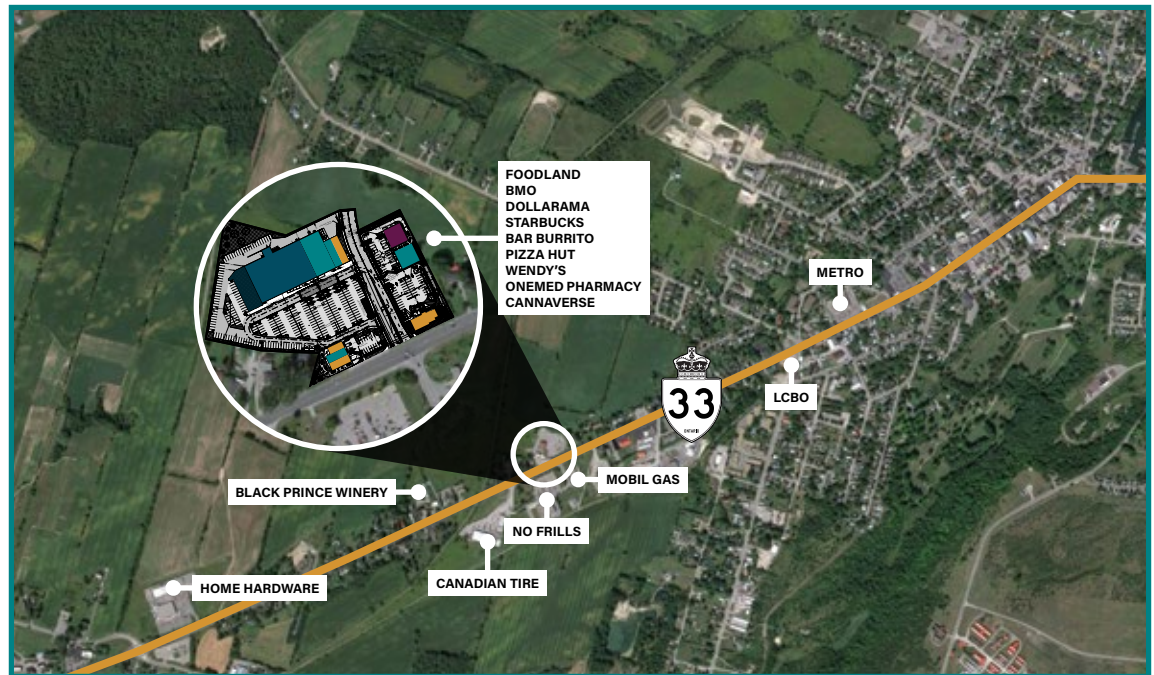 FOODLAND
BMO
DOLLARAMA
STARBUCKS
BAR BURRITO
PIZZA HUT
WENDY'S
ONEMED PHARMACY
CANNAVERSE
METRO
33
ONTARIO
LCBO
MOBIL GAS
BLACK PRINCE WINERY
NO FRILLS
CANADIAN TIRE
HOME HARDWARE